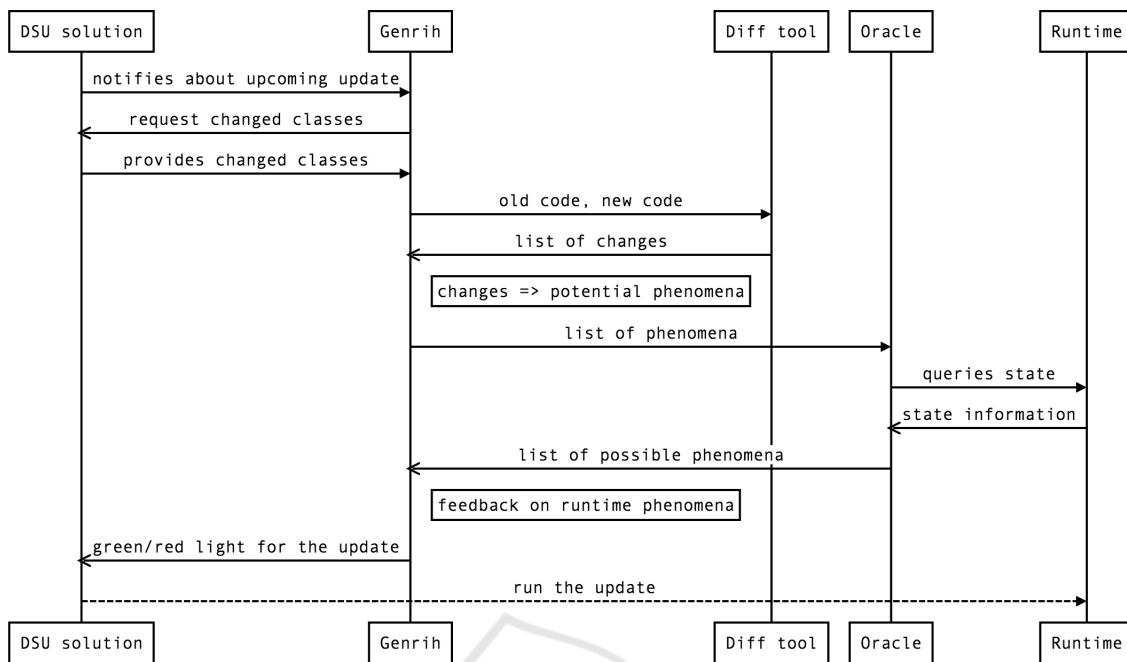 DSU solution
Genrih
Diff tool
Oracle
Runtime
notifies about upcoming update
request changed classes
provides changed classes
old code, new code
list of changes
changes => potential phenomena
list of phenomena
queries state
state information
list of possible phenomena
feedback on runtime phenomena
green/red light for the update
run the update
DSU solution
Genrih
Diff tool
Oracle
Runtime